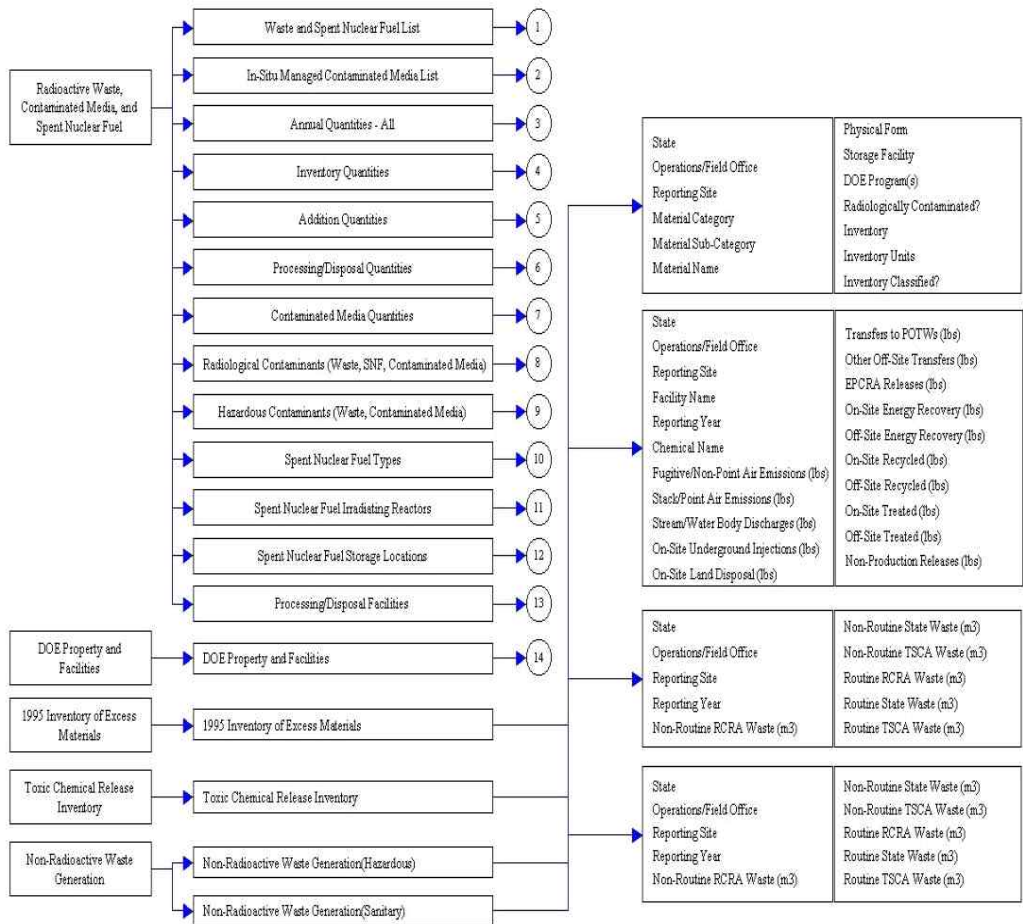 Radioactive Waste,
Contaminated Media, and
Spent Nuclear Fuel
Waste and Spent Nuclear Fuel List
1
In-Situ Managed Contaminated Media List
2
Annual Quantities - All
3
Inventory Quantities
4
Addition Quantities
5
Processing/Disposal Quantities
6
Contaminated Media Quantities
7
Radiological Contaminants (Waste, SNF, Contaminated Media)
8
Hazardous Contaminants (Waste, Contaminated Media)
9
Spent Nuclear Fuel Types
10
Spent Nuclear Fuel Irradiating Reactors
11
Spent Nuclear Fuel Storage Locations
12
Processing/Disposal Facilities
13
DOE Property and
Facilities
DOE Property and Facilities
14
1995 Inventory of Excess
Materials
1995 Inventory of Excess Materials
Toxic Chemical Release
Inventory
Toxic Chemical Release Inventory
Non-Radioactive Waste
Generation
Non-Radioactive Waste Generation(Hazardous)
Non-Radioactive Waste Generation(Sanitary)
State
Operations/Field Office
Reporting Site
Material Category
Material Sub-Category
Material Name
Physical Form
Storage Facility
DOE Program(s)
Radiologically Contaminated?
Inventory
Inventory Units
Inventory Classified?
State
Operations/Field Office
Reporting Site
Facility Name
Reporting Year
Chemical Name
Fugitive/Non-Point Air Emissions (lbs)
Stack/Point Air Emissions (lbs)
Stream/Water Body Discharges (lbs)
On-Site Underground Injections (lbs)
On-Site Land Disposal (lbs)
Transfers to POTWs (lbs)
Other Off-Site Transfers (lbs)
EPCRA Releases (lbs)
On-Site Energy Recovery (lbs)
Off-Site Energy Recovery (lbs)
On-Site Recycled (lbs)
Off-Site Recycled (lbs)
On-Site Treated (lbs)
Off-Site Treated (lbs)
Non-Production Releases (lbs)
State
Operations/Field Office
Reporting Site
Reporting Year
Non-Routine RCRA Waste (m3)
Non-Routine State Waste (m3)
Non-Routine TSCA Waste (m3)
Routine RCRA Waste (m3)
Routine State Waste (m3)
Routine TSCA Waste (m3)
State
Operations/Field Office
Reporting Site
Reporting Year
Non-Routine RCRA Waste (m3)
Non-Routine State Waste (m3)
Non-Routine TSCA Waste (m3)
Routine RCRA Waste (m3)
Routine State Waste (m3)
Routine TSCA Waste (m3)